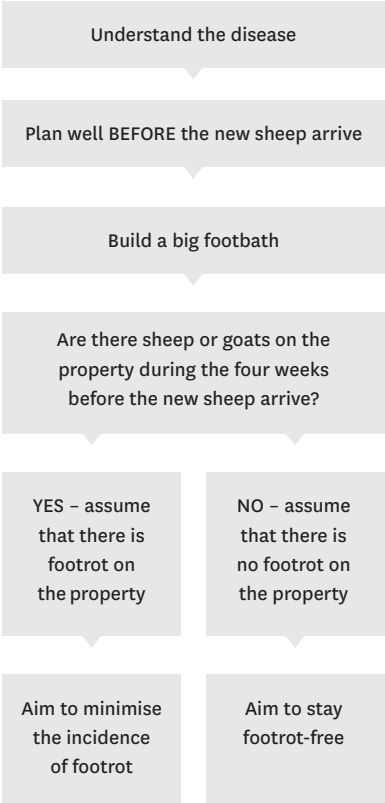 Understand the disease
Plan well BEFORE the new sheep arrive
Build a big footbath
Are there sheep or goats on the
property during the four weeks
before the new sheep arrive?
YES – assume
that there is
footrot on
the property
NO – assume
that there is
no footrot on
the property
Aim to minimise
the incidence
of footrot
Aim to stay
footrot-free